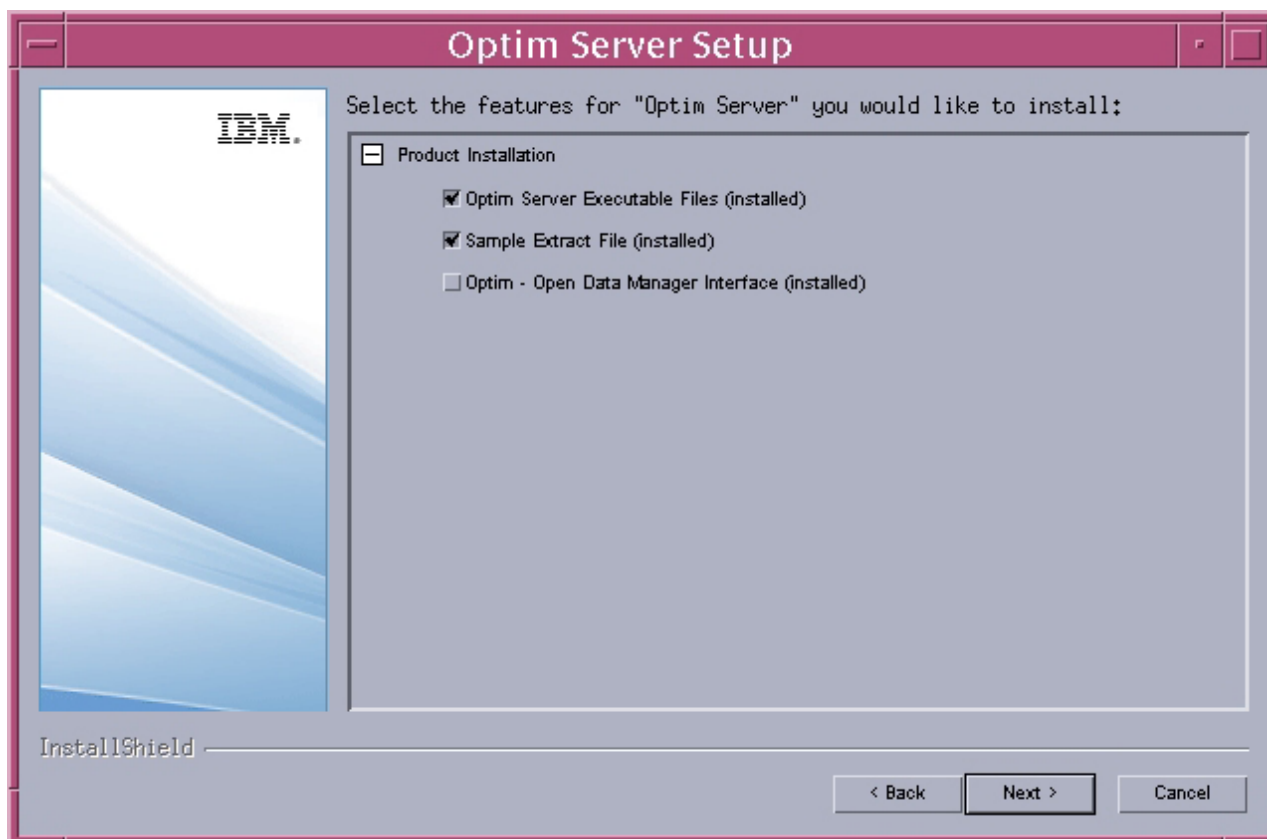 Optim Server Setup
IBM.
Select the features for "Optim Server" you would like to install:
Product Installation
Optim Server Executable Files (installed)
Sample Extract File (installed)
Optim - Open Data Manager Interface (installed)
InstallShield
< Back
Next >
Cancel